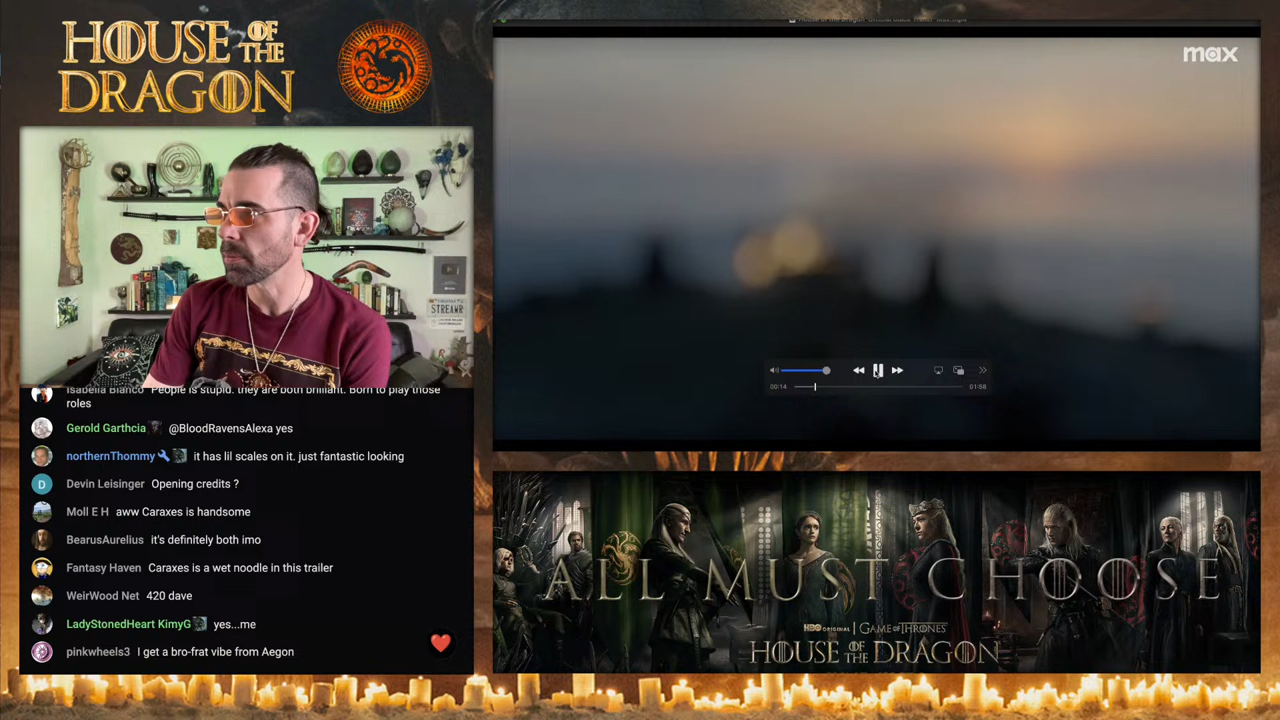 HOUSE OF THE
DRAGON
max
STREAWR
00:14
01:58
Isabella Bianco People is stupid. they are both brilliant. Born to play those
roles
Gerold Garthcia @BloodRavensAlexa yes
northernThommy it has lil scales on it. just fantastic looking
D Devin Leisinger Opening credits ?
Moll E H aww Caraxes is handsome
BearusAurelius it's definitely both imo
Fantasy Haven Caraxes is a wet noodle in this trailer
WeirWood Net 420 dave
LadyStonedHeart KimyG yes...me
pinkwheels3 I get a bro-frat vibe from Aegon
ALL MUST CHOOSE
HBO ORIGINAL | GAME OF THRONES
HOUSE OF THE DRAGON